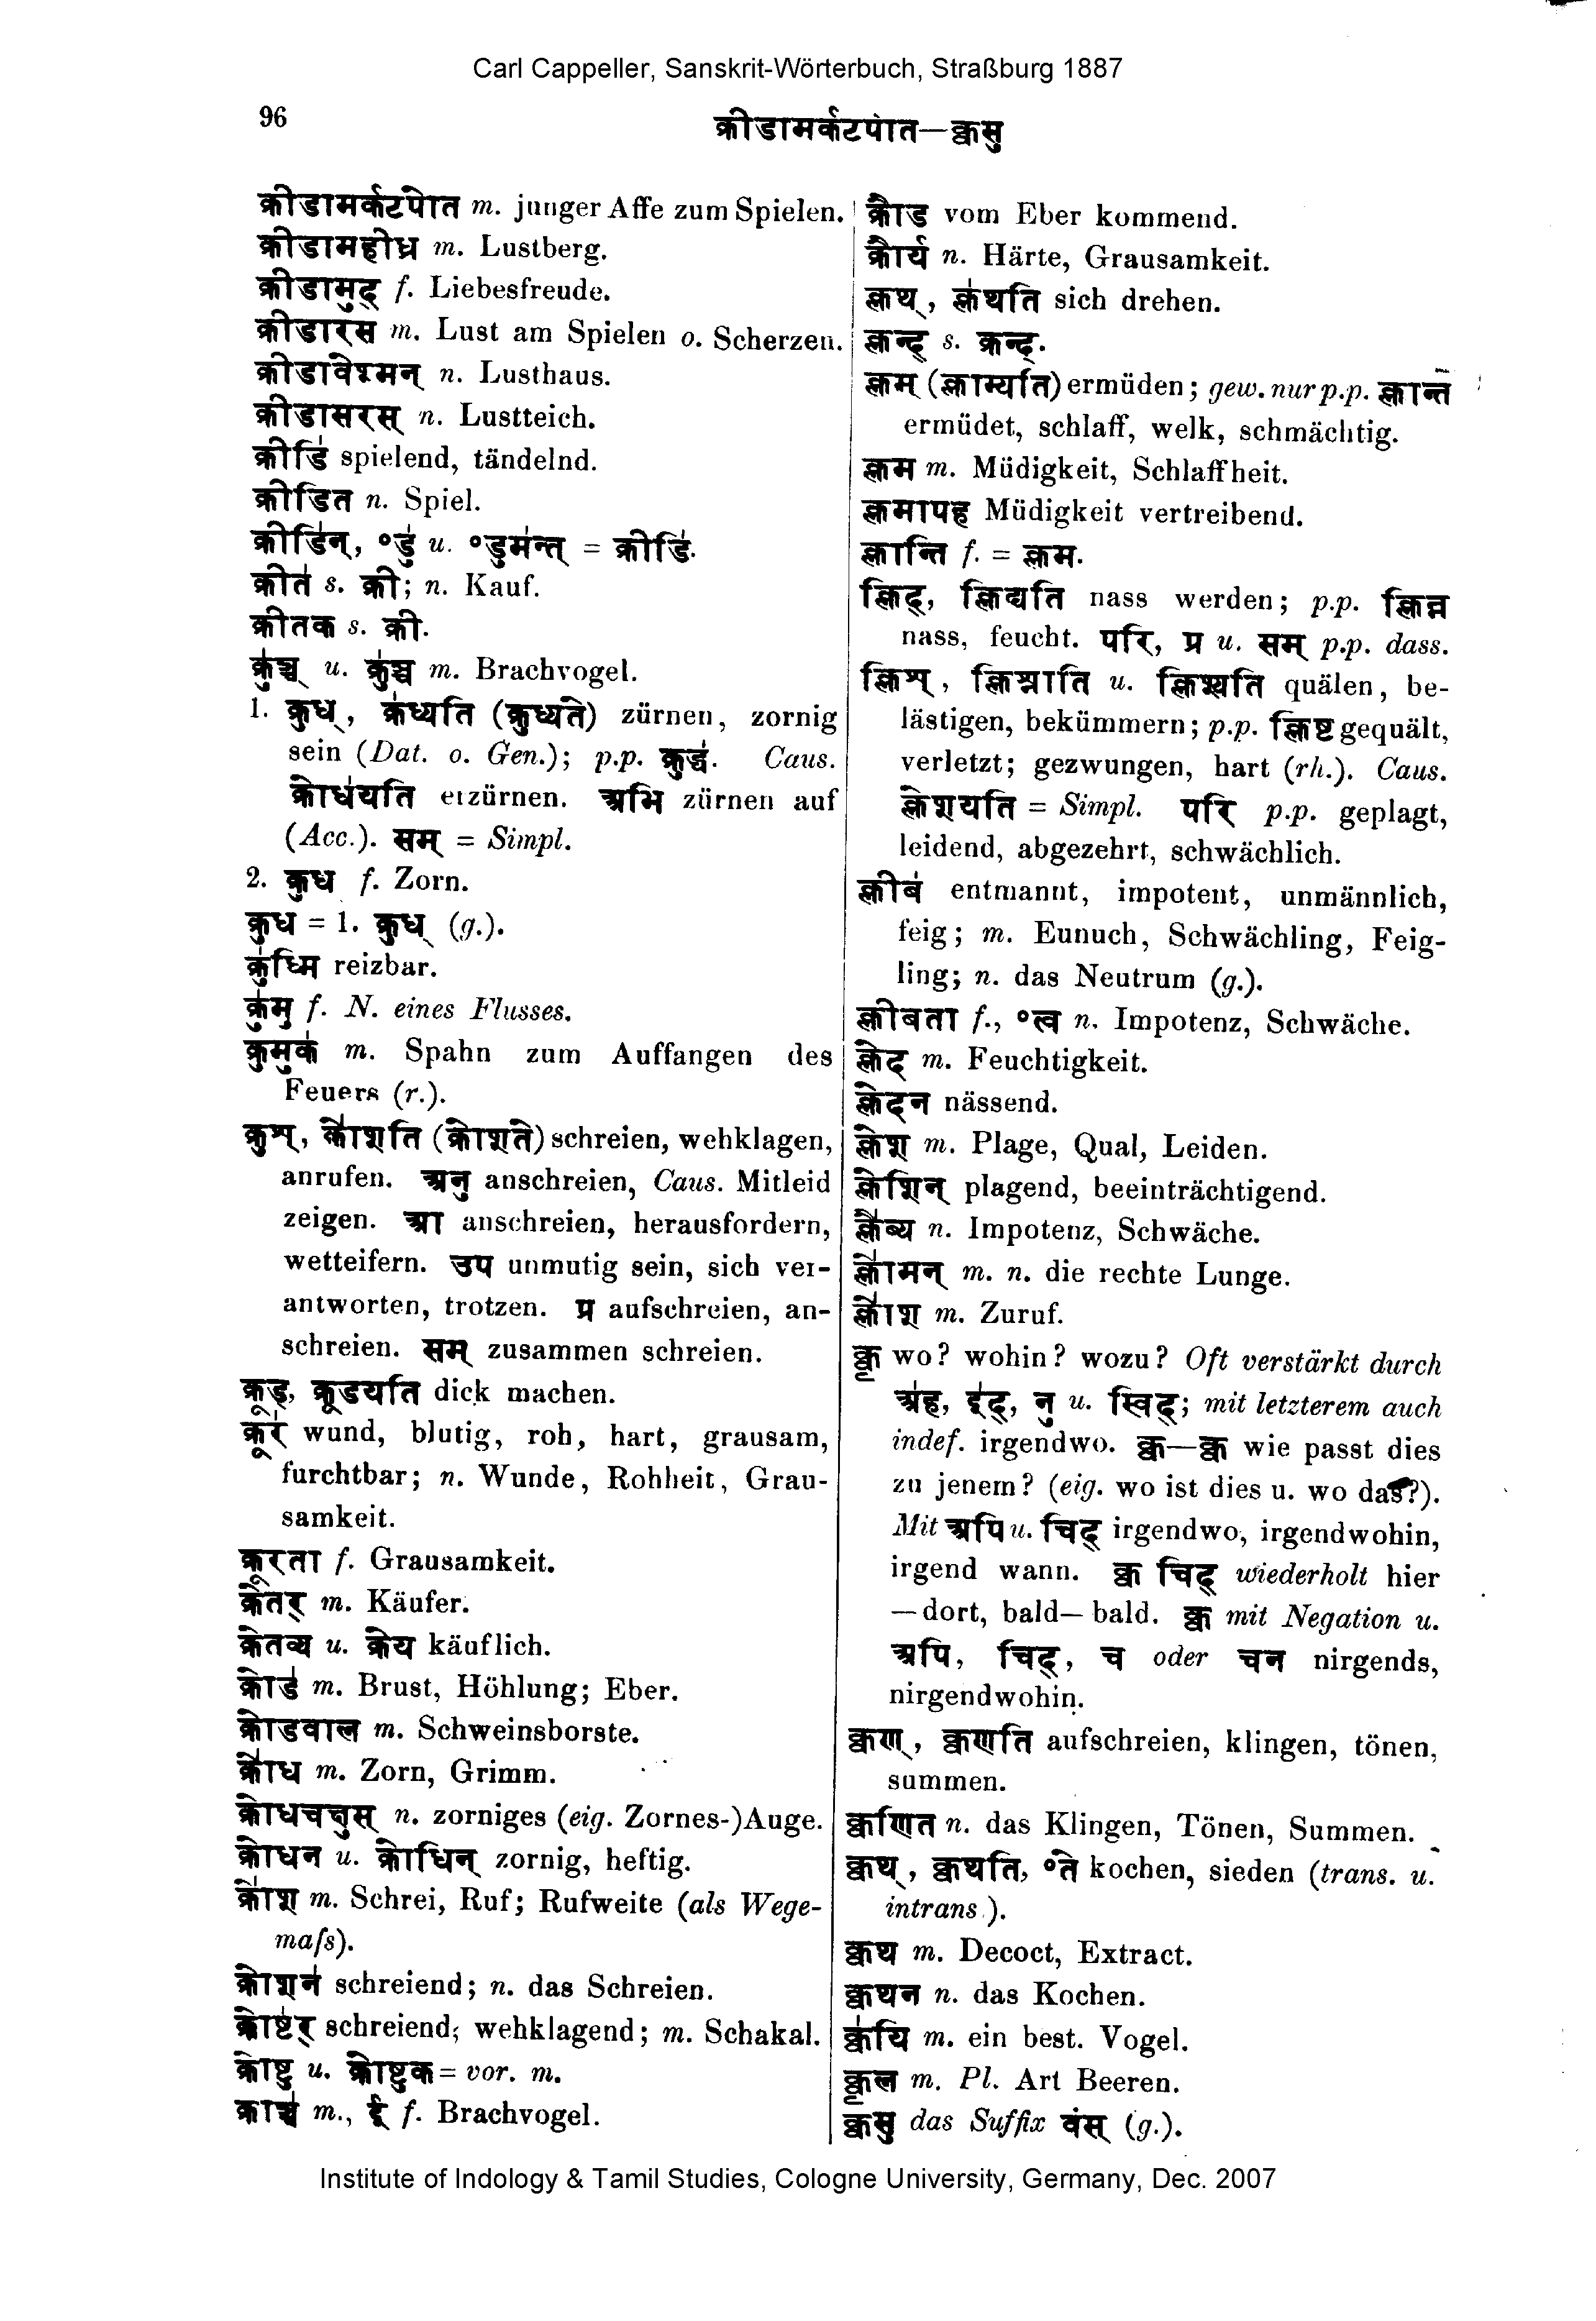 Carl Cappeller, Sanskrit-Wörterbuch, Straßburg 1887
96
क्रीडामर्कटपोत—क्वसु
क्रीडामर्कटपोत m. junger Affe zum Spielen.
क्रीडामहीध्र m. Lustberg.
क्रीडामुद् f. Liebesfreude.
क्रीडारस m. Lust am Spielen o. Scherzen.
क्रीडावेश्मन् n. Lusthaus.
क्रीडासरस् n. Lustteich.
क्रीडि॑ spielend, tändelnd.
क्रीडित n. Spiel.
क्रीडि॑न्, °डु॑ u. °डुम॑न्त् = क्रीडि॑.
क्रीत॑ s. क्री; n. Kauf.
क्रीतक s. क्री.
क्रु॑ञ्च् u. क्रु॑ञ्च m. Brachvogel.
1. क्रुध्, क्रु॑ध्यति (क्रुध्यते) zürnen, zornig
sein (Dat. o. Gen.); p.p. क्रुद्ध॑. Caus.
क्रोध॑यति erzürnen. अभि zürnen auf
(Acc.). सम् = Simpl.
2. क्रुध f. Zorn.
क्रुध = 1. क्रुध् (g.).
क्रु॑ध्मि reizbar.
क्रु॑मु f. N. eines Flusses.
क्रुमुक॑ m. Spahn zum Auffangen des
Feuers (r.).
क्रुश्, क्रो॑शति (क्रोशते) schreien, wehklagen,
anrufen. अनु anschreien, Caus. Mitleid
zeigen. आ anschreien, herausfordern,
wetteifern. उप unmutig sein, sich ver-
antworten, trotzen. प्र aufschreien, an-
schreien. सम् zusammen schreien.
क्रूड्, क्रूडयति dick machen.
क्रूर॑ wund, blutig, roh, hart, grausam,
furchtbar; n. Wunde, Rohheit, Grau-
samkeit.
क्रूरता f. Grausamkeit.
क्रेतर् m. Käufer.
क्रेतव्य u. क्रेय käuflich.
क्रोड॑ m. Brust, Höhlung; Eber.
क्रोडवाल m. Schweinsborste.
क्रो॑ध m. Zorn, Grimm.
क्रोधचक्षुस् n. zorniges (eig. Zornes-)Auge.
क्रोधन u. क्रोधिन् zornig, heftig.
क्रो॑श m. Schrei, Ruf; Rufweite (als Wege-
maſs).
क्रोशन॑ schreiend; n. das Schreien.
क्रोष्ट॑र् schreiend, wehklagend; m. Schakal.
क्रोष्टु u. क्रोष्टुक = vor. m.
क्राञ्च॑ m., ई f. Brachvogel.
क्रौड vom Eber kommend.
क्रौर्य n. Härte, Grausamkeit.
क्लथ्, क्ल॑थति sich drehen.
क्लन्द् s. क्रन्द्.
क्लम् (क्लाम्यति) ermüden; gew. nur p.p. क्लान्त
ermüdet, schlaff, welk, schmächtig.
क्लम m. Müdigkeit, Schlaffheit.
क्लमापह Müdigkeit vertreibend.
क्लान्ति f. = क्लम.
क्लिद्, क्लिद्यति nass werden; p.p. क्लिन्न
nass, feucht. परि, प्र u. सम् p.p. dass.
क्लिश्, क्लिश्नाति u. क्लिश्यति quälen, be-
lästigen, bekümmern; p.p. क्लिष्ट gequält,
verletzt; gezwungen, hart (rh.). Caus.
क्लेशयति = Simpl. परि p.p. geplagt,
leidend, abgezehrt, schwächlich.
क्लीब॑ entmannt, impotent, unmännlich,
feig; m. Eunuch, Schwächling, Feig-
ling; n. das Neutrum (g.).
क्लीबता f., °त्व n. Impotenz, Schwäche.
क्लेद m. Feuchtigkeit.
क्लेदन nässend.
क्लेश m. Plage, Qual, Leiden.
क्लेशिन् plagend, beeinträchtigend.
क्लैब्य n. Impotenz, Schwäche.
क्लो॑मन् m. n. die rechte Lunge.
क्लो॑श m. Zuruf.
क्व॒ wo? wohin? wozu? Oft verstärkt durch
अ॑ह, इ॑द्, नु u. स्विद्; mit letzterem auch
indef. irgendwo. क्व—क्व wie passt dies
zu jenem? (eig. wo ist dies u. wo das?).
Mit अपि u. चिद् irgendwo, irgendwohin,
irgend wann. क्व चिद् wiederholt hier
—dort, bald—bald. क्व mit Negation u.
अपि, चिद्, च oder चन nirgends,
nirgendwohin.
क्वण्, क्वणति aufschreien, klingen, tönen,
summen.
क्वणित n. das Klingen, Tönen, Summen.
क्वथ्, क्वथति, °ते kochen, sieden (trans. u.
intrans.).
क्वथ m. Decoct, Extract.
क्वथन n. das Kochen.
क्व॑यि m. ein best. Vogel.
क्व॒ल m. Pl. Art Beeren.
क्वसु das Suffix वंस् (g.).
Institute of Indology & Tamil Studies, Cologne University, Germany, Dec. 2007